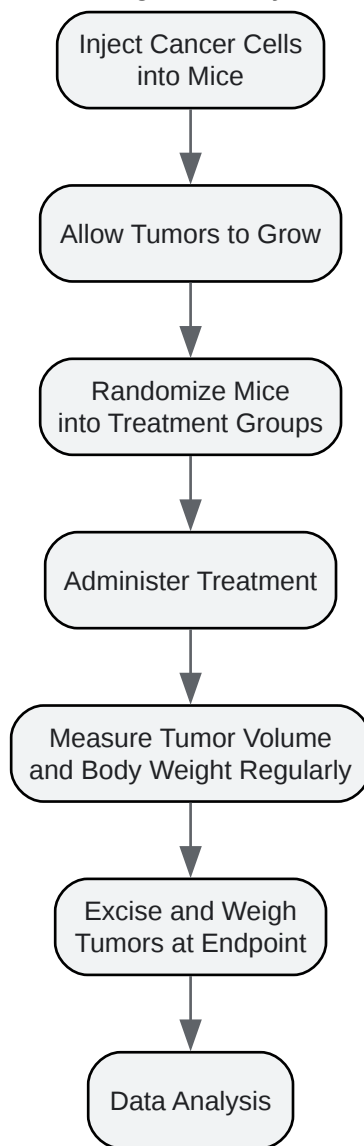 Inject Cancer Cells
into Mice
Allow Tumors to Grow
Randomize Mice
into Treatment Groups
Administer Treatment
Measure Tumor Volume
and Body Weight Regularly
Excise and Weigh
Tumors at Endpoint
Data Analysis